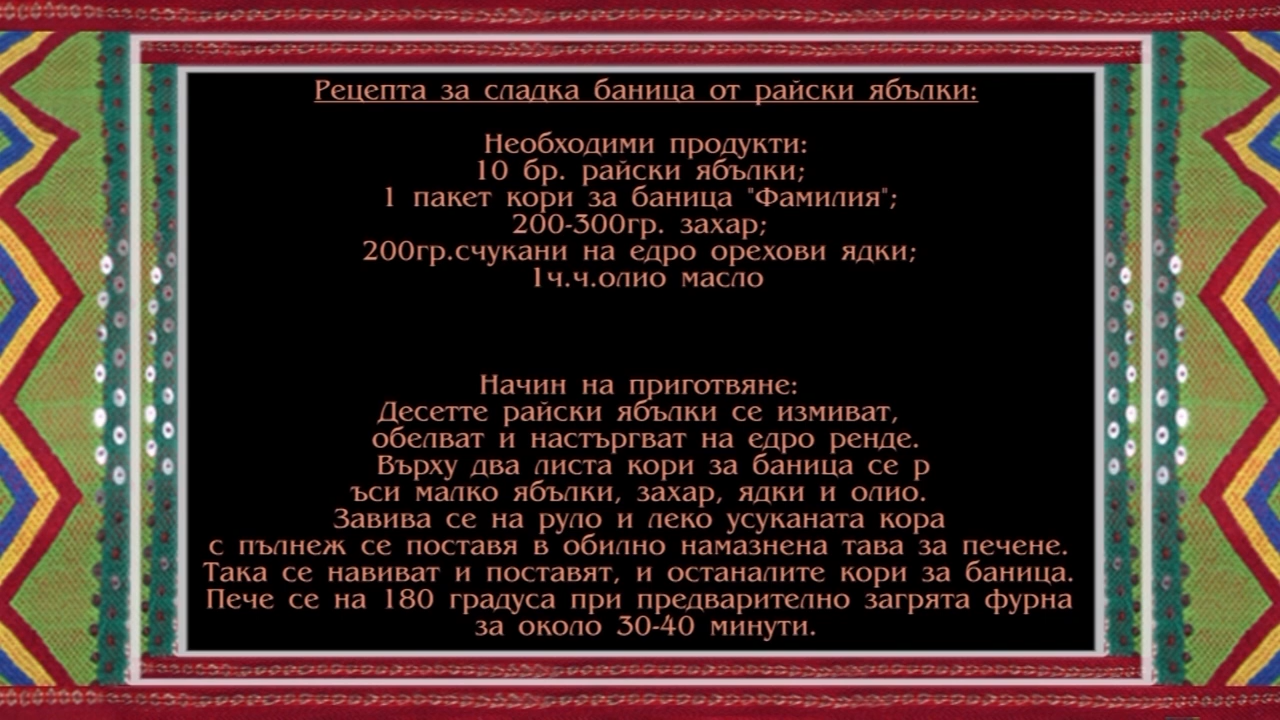 Рецепта за сладка баница от райски ябълки:
Необходими продукти:
10 бр. райски ябълки;
1 пакет кори за баница "Фамилия";
200-300гр. захар;
200гр.счукани на едро орехови ядки;
1ч.ч.олио масло
Начин на приготвяне:
Десетте райски ябълки се измиват,
обелват и настъргват на едро ренде.
Върху два листа кори за баница се р
ъси малко ябълки, захар, ядки и олио.
Завива се на руло и леко усуканата кора
с пълнеж се поставя в обилно намазнена тава за печене.
Така се навиват и поставят, и останалите кори за баница.
Пече се на 180 градуса при предварително загрята фурна
за около 30-40 минути.